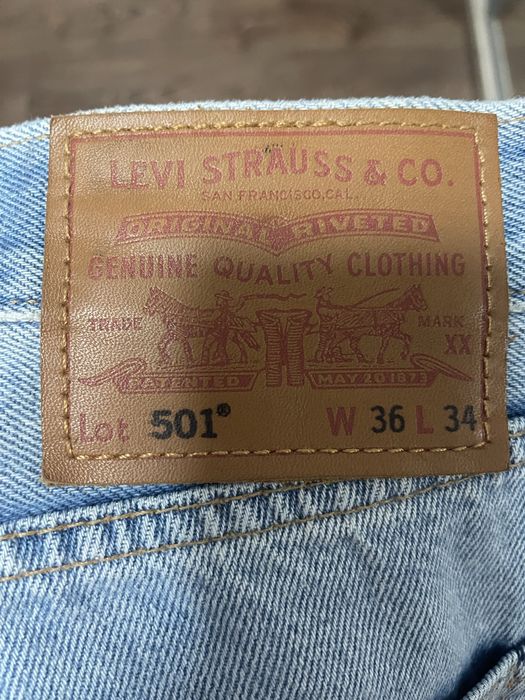 LEVI STRAUSS & CO.
SAN FRANCISCO, CAL.
ORIGINAL RIVETED
GENUINE QUALITY CLOTHING
TRADE MARK
XX
PATENTED MAY 20 1873
Lot 501® W 36 L 34